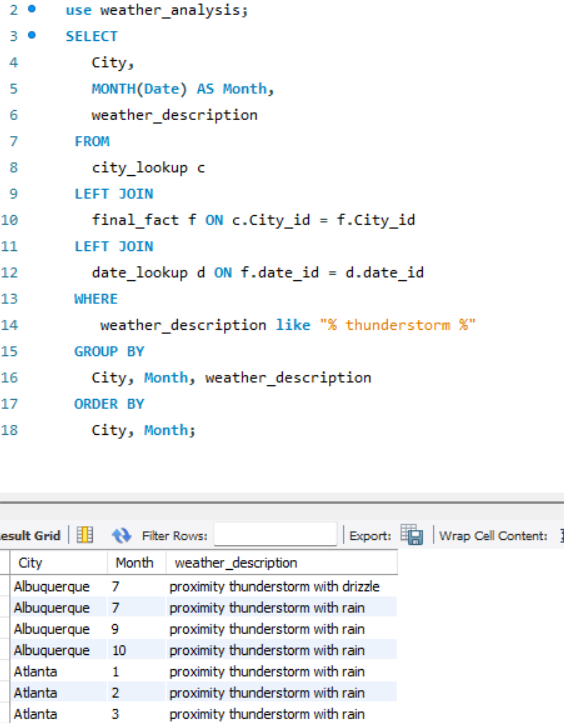 2 use weather_analysis;
3 SELECT
4 City,
5 MONTH(Date) AS Month,
6 weather_description
7 FROM
8 city_lookup c
9 LEFT JOIN
10 final_fact f ON c.City_id = f.City_id
11 LEFT JOIN
12 date_lookup d ON f.date_id = d.date_id
13 WHERE
14 weather_description like "% thunderstorm %"
15 GROUP BY
16 City, Month, weather_description
17 ORDER BY
18 City, Month;
esult Grid Filter Rows: Export: Wrap Cell Content:
City Month weather_description
Albuquerque 7 proximity thunderstorm with drizzle
Albuquerque 7 proximity thunderstorm with rain
Albuquerque 9 proximity thunderstorm with rain
Albuquerque 10 proximity thunderstorm with rain
Atlanta 1 proximity thunderstorm with rain
Atlanta 2 proximity thunderstorm with rain
Atlanta 3 proximity thunderstorm with rain